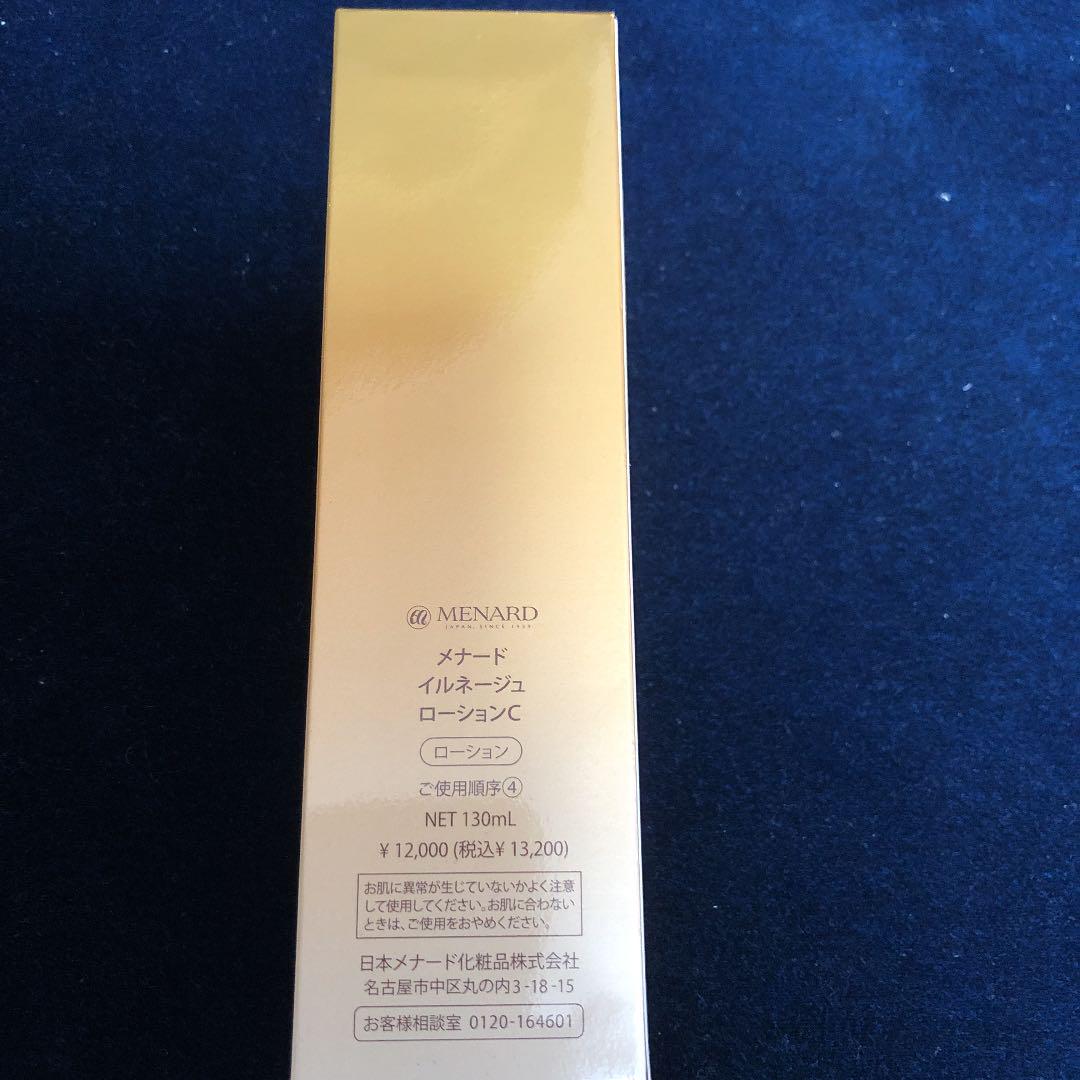 MENARD
JAPAN, SINCE 1959
メナード
イルネージュ
ローションC
ローション
ご使用順序④
NET 130mL
¥ 12,000 (税込¥ 13,200)
お肌に異常が生じていないかよく注意
して使用してください。お肌に合わない
ときは、ご使用をおやめください。
日本メナード化粧品株式会社
名古屋市中区丸の内3-18-15
お客様相談室 0120-164601